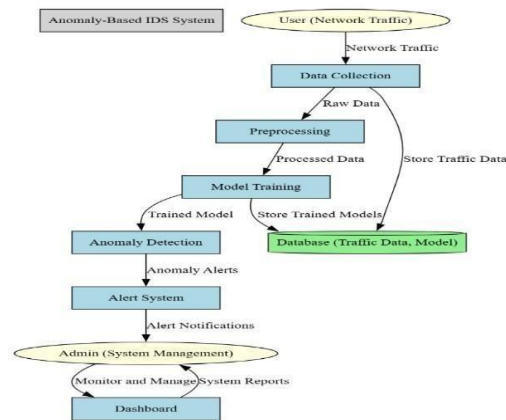 Anomaly-Based IDS System
User (Network Traffic)
Network Traffic
Data Collection
Raw Data
Preprocessing
Store Traffic Data
Processed Data
Model Training
Trained Model
Store Trained Models
Anomaly Detection
Database (Traffic Data, Model)
Anomaly Alerts
Alert System
Alert Notifications
Admin (System Management)
Monitor and Manage
System Reports
Dashboard